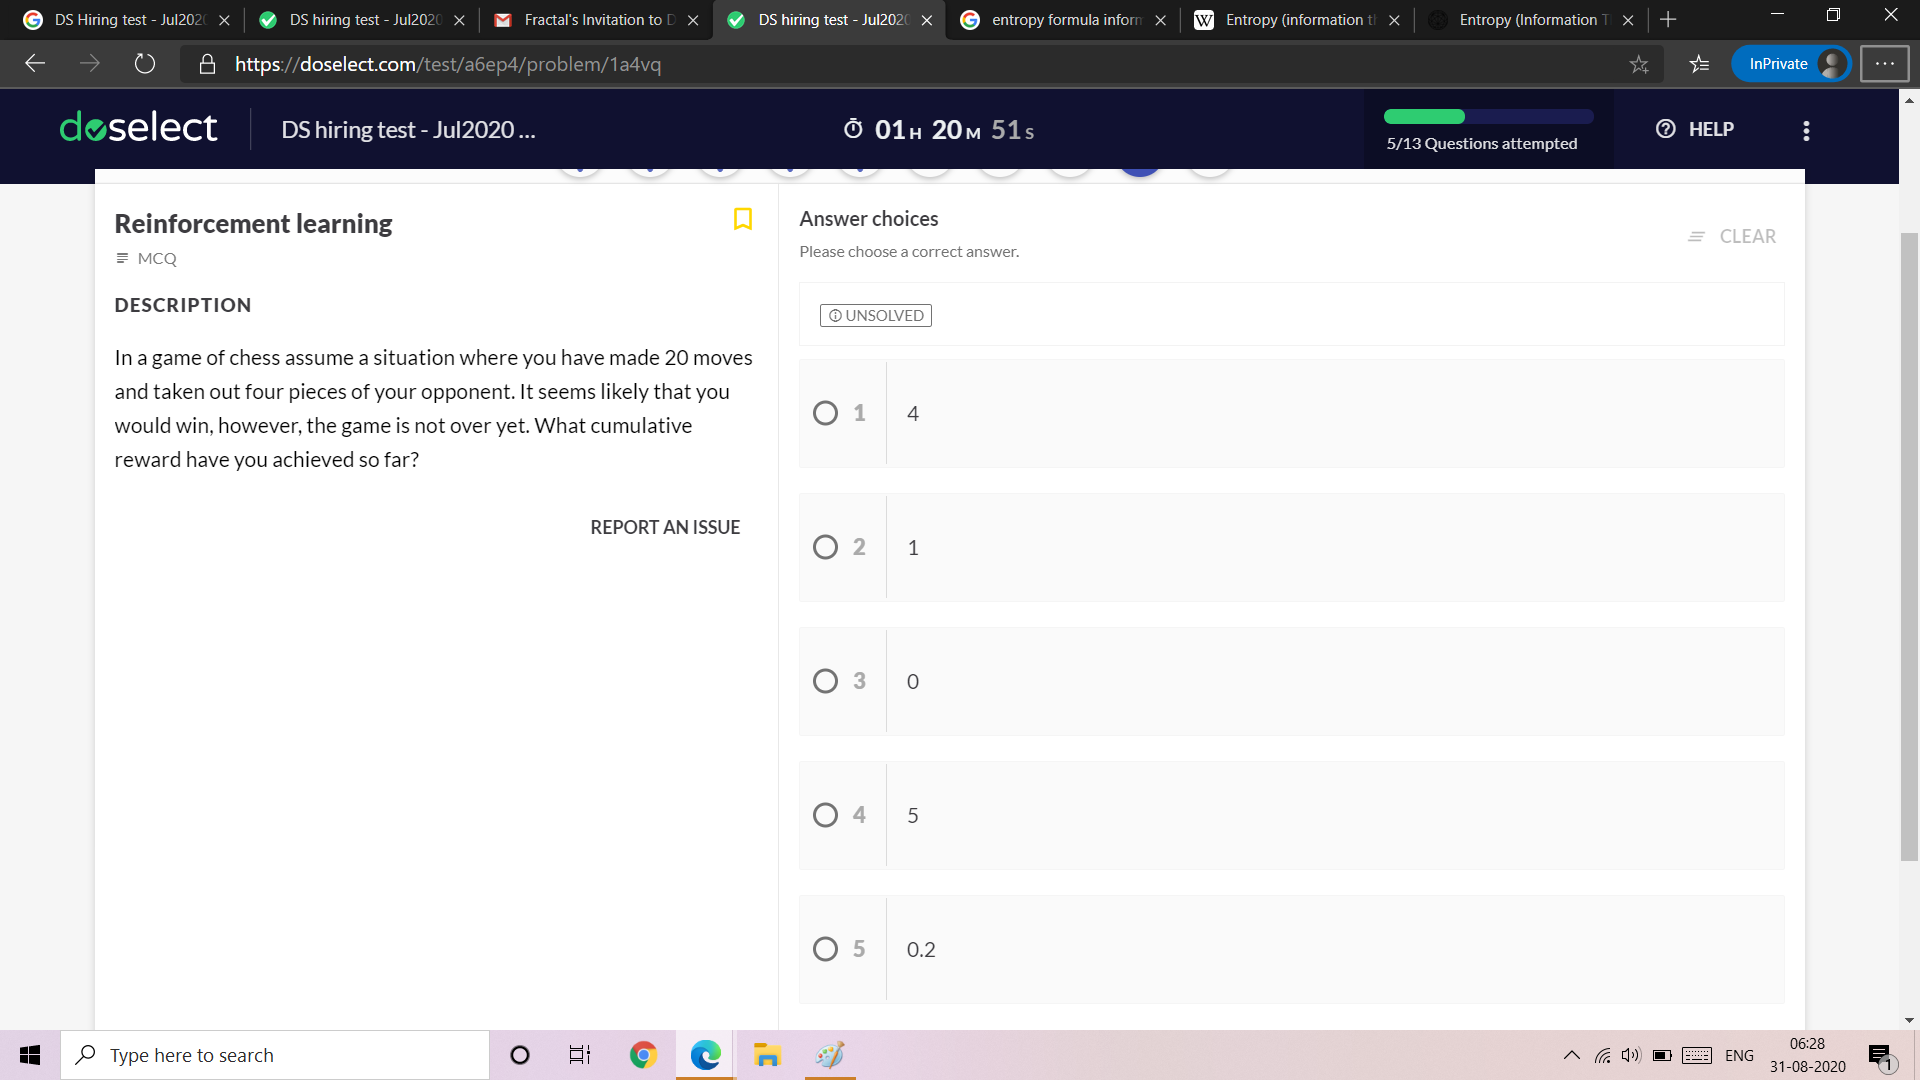 DS Hiring test - Jul202
DS hiring test - Jul2020
Fractal's Invitation to D
DS hiring test - Jul202
entropy formula inform
Entropy (information t
Entropy (Information T
https://doselect.com/test/a6ep4/problem/1a4vq
InPrivate
doselect
DS hiring test - Jul2020 ...
01 H 20 M 51 S
5/13 Questions attempted
HELP
Reinforcement learning
MCQ
DESCRIPTION
In a game of chess assume a situation where you have made 20 moves
and taken out four pieces of your opponent. It seems likely that you
would win, however, the game is not over yet. What cumulative
reward have you achieved so far?
REPORT AN ISSUE
Answer choices
Please choose a correct answer.
CLEAR
UNSOLVED
1 4
2 1
3 0
4 5
5 0.2
Type here to search
ENG
06:28
31-08-2020
1